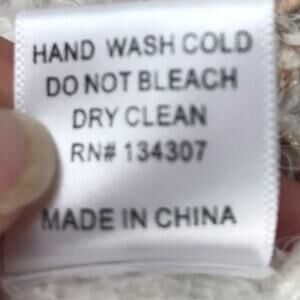 HAND WASH COLD
DO NOT BLEACH
DRY CLEAN
RN# 134307
MADE IN CHINA